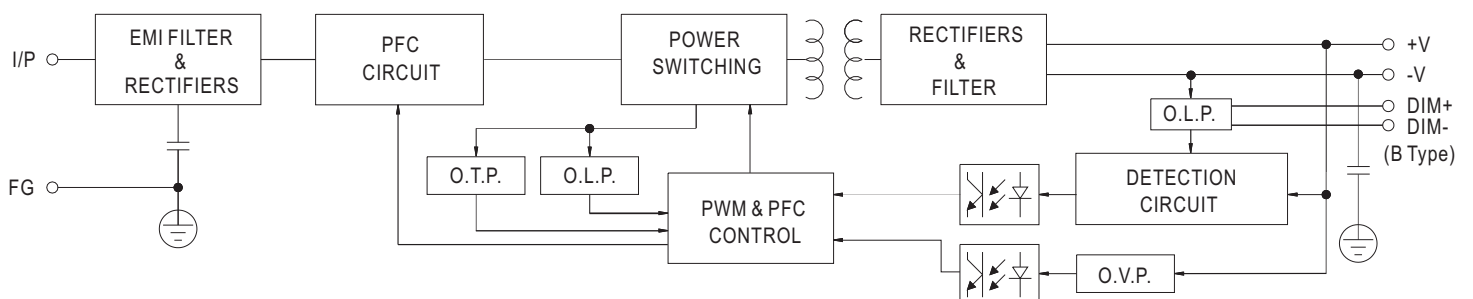 I/P
EMI FILTER
&
RECTIFIERS
PFC
CIRCUIT
POWER
SWITCHING
RECTIFIERS
&
FILTER
+V
-V
DIM+
DIM-
(B Type)
O.L.P.
FG
O.T.P.
O.L.P.
PWM & PFC
CONTROL
DETECTION
CIRCUIT
O.V.P.